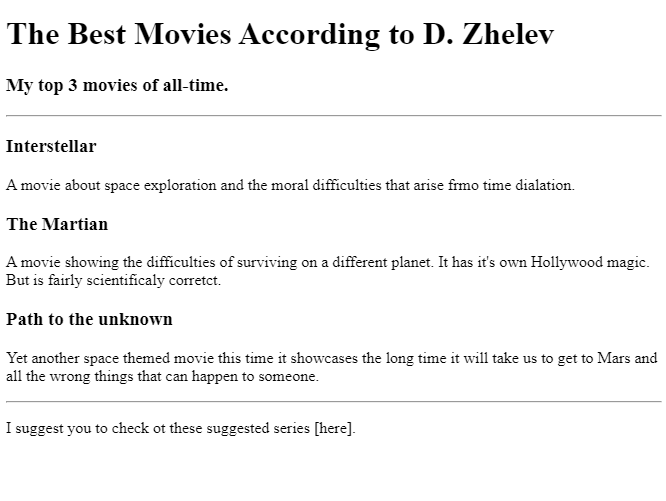 The Best Movies According to D. Zhelev
My top 3 movies of all-time.
Interstellar
A movie about space exploration and the moral difficulties that arise frmo time dialation.
The Martian
A movie showing the difficulties of surviving on a different planet. It has it's own Hollywood magic.
But is fairly scientificaly corretct.
Path to the unknown
Yet another space themed movie this time it showcases the long time it will take us to get to Mars and
all the wrong things that can happen to someone.
I suggest you to check ot these suggested series [here].